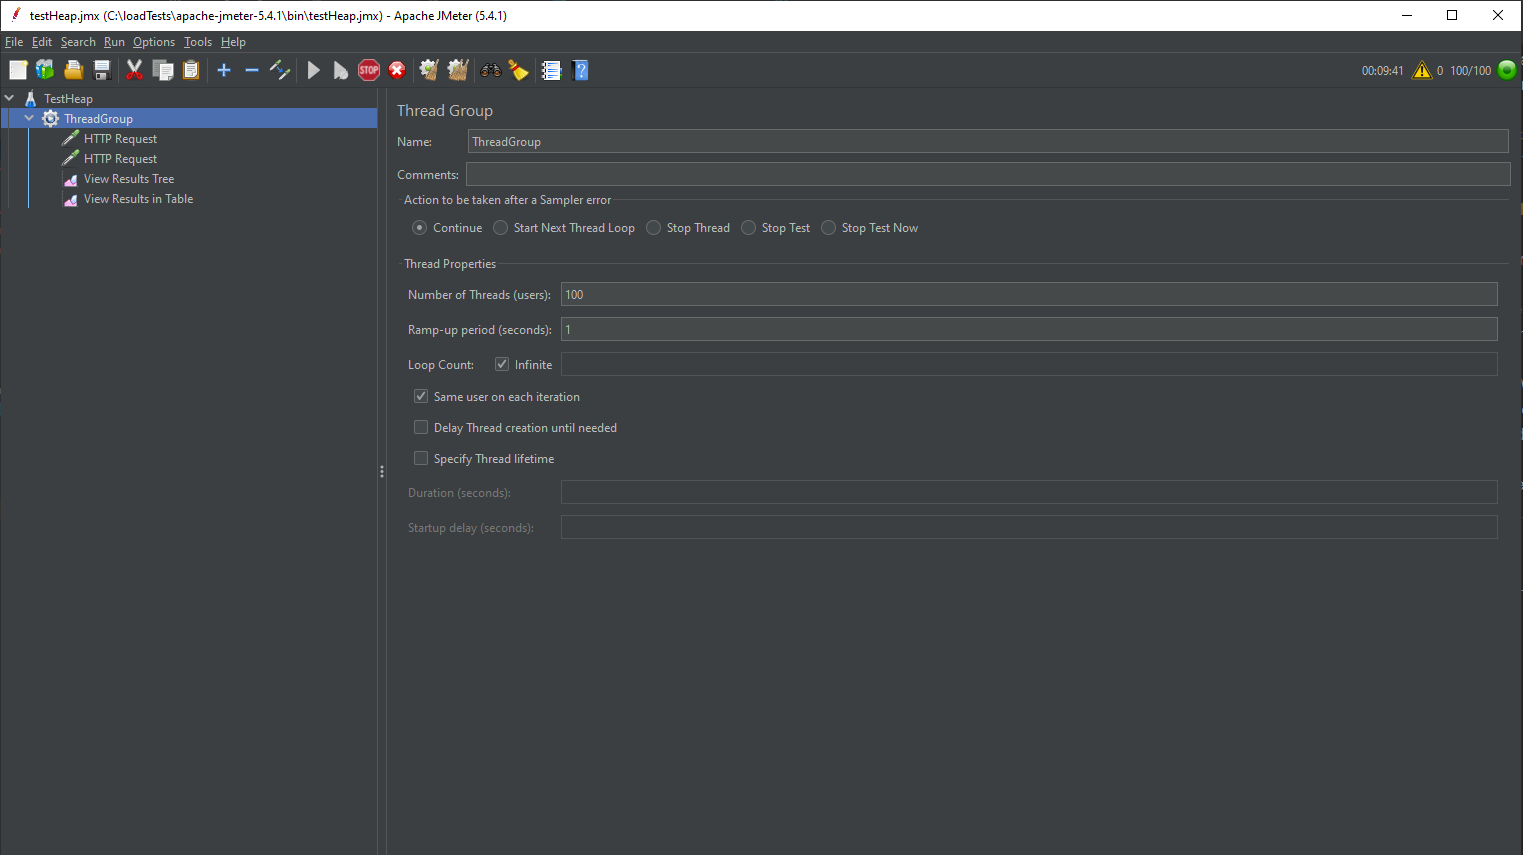 testHeap.jmx (C:\loadTests\apache-jmeter-5.4.1\bin\testHeap.jmx) - Apache JMeter (5.4.1)
File Edit Search Run Options Tools Help
STOP
00:09:41 0 100/100
TestHeap
ThreadGroup
HTTP Request
HTTP Request
View Results Tree
View Results in Table
Thread Group
Name: ThreadGroup
Comments:
Action to be taken after a Sampler error
Continue Start Next Thread Loop Stop Thread Stop Test Stop Test Now
Thread Properties
Number of Threads (users): 100
Ramp-up period (seconds): 1
Loop Count: Infinite
Same user on each iteration
Delay Thread creation until needed
Specify Thread lifetime
Duration (seconds):
Startup delay (seconds):